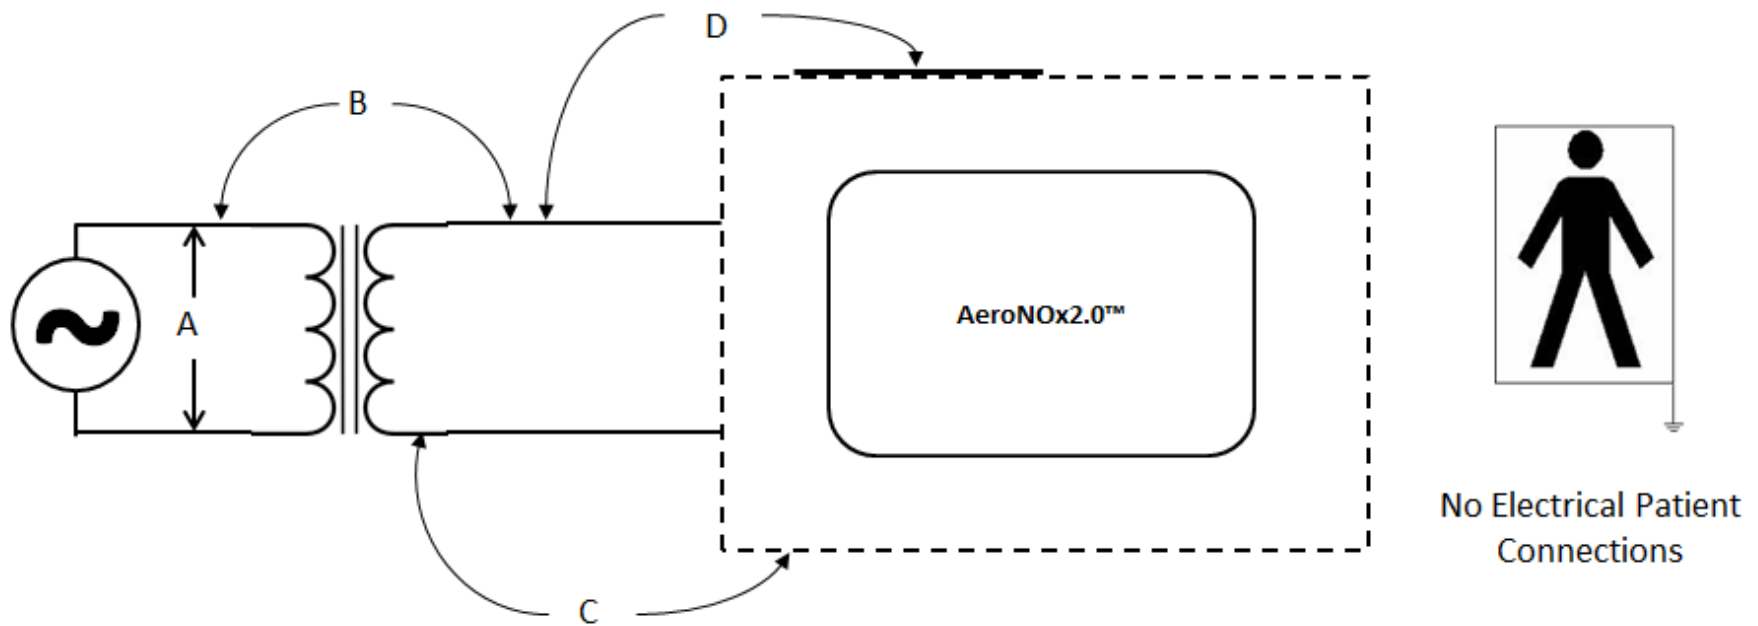 D
B
A
AeroNOx2.0™
No Electrical Patient
Connections
C